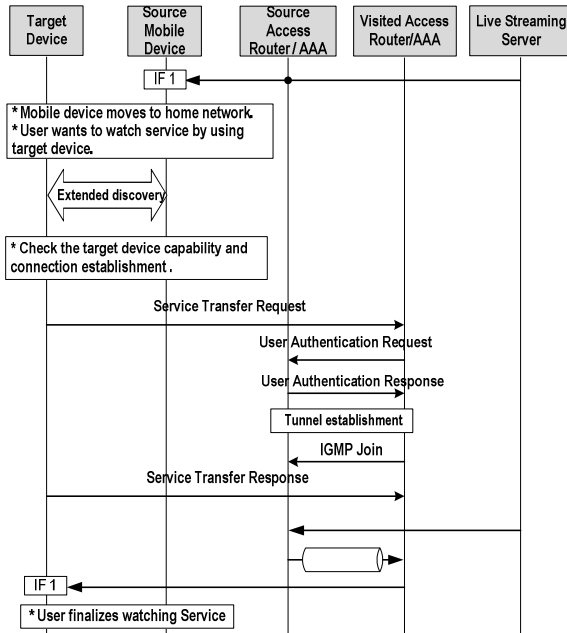 Target
Device
Source
Mobile
Device
Source
Access
Router / AAA
Visited Access
Router/AAA
Live Streaming
Server
IF 1
* Mobile device moves to home network.
* User wants to watch service by using
target device.
Extended discovery
* Check the target device capability and
connection establishment .
Service Transfer Request
User Authentication Request
User Authentication Response
Tunnel establishment
IGMP Join
Service Transfer Response
IF 1
* User finalizes watching Service